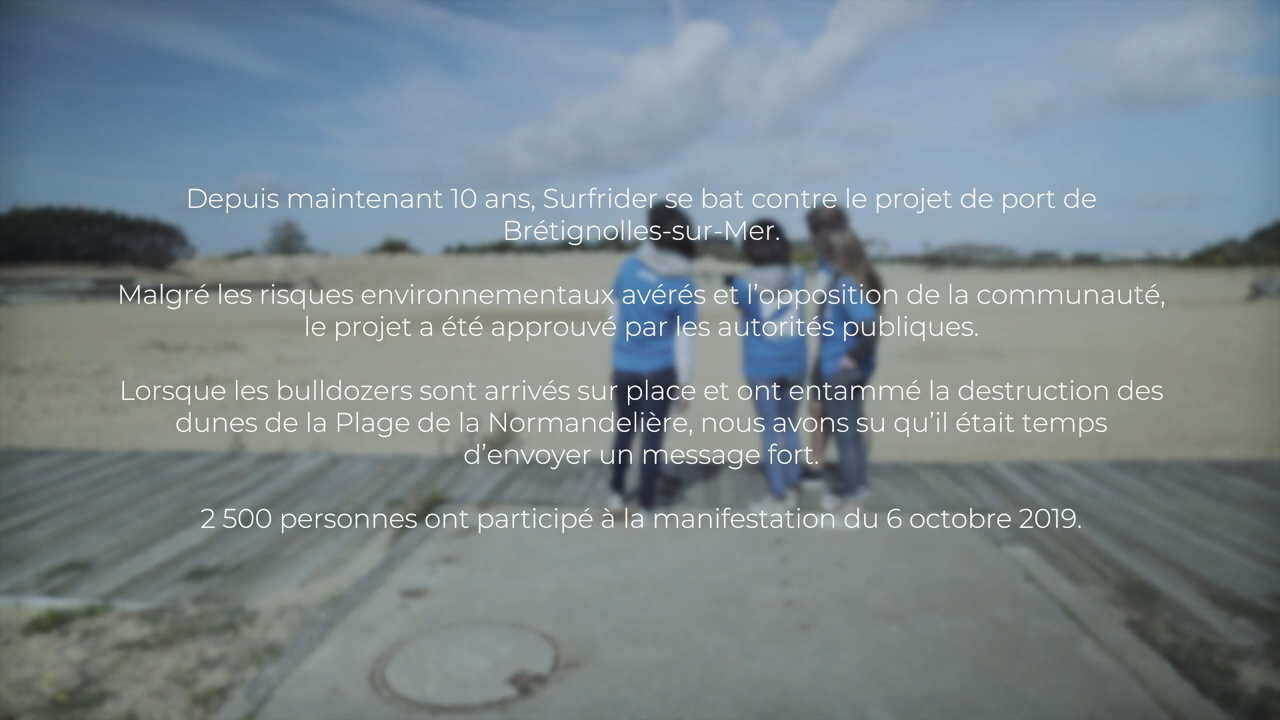 Depuis maintenant 10 ans, Surfrider se bat contre le projet de port de
Brétignolles-sur-Mer.
Malgré les risques environnementaux avérés et l’opposition de la communauté,
le projet a été approuvé par les autorités publiques.
Lorsque les bulldozers sont arrivés sur place et ont entammé la destruction des
dunes de la Plage de la Normandelière, nous avons su qu’il était temps
d’envoyer un message fort.
2 500 personnes ont participé à la manifestation du 6 octobre 2019.